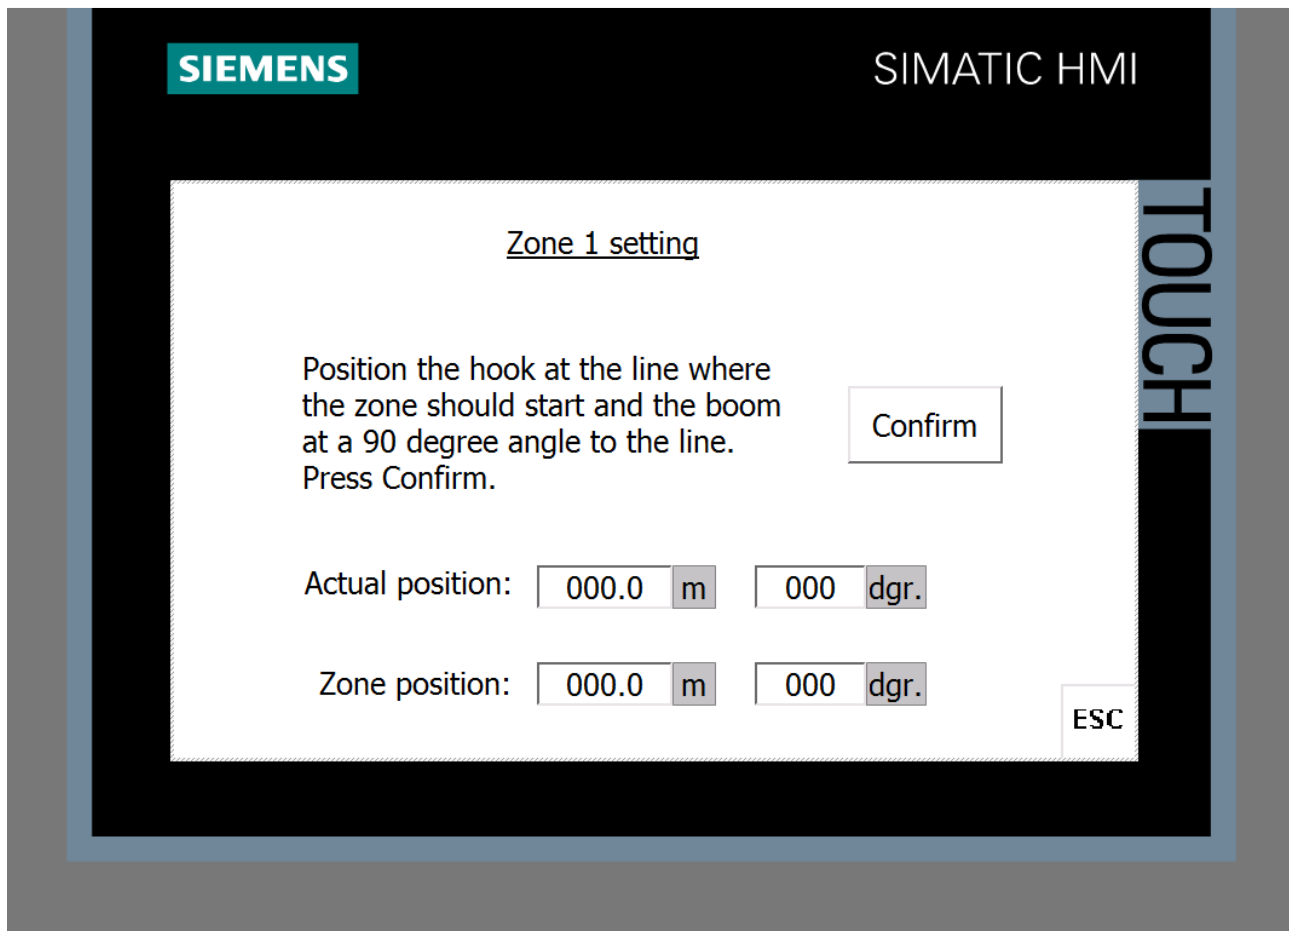 SIEMENS
SIMATIC HMI
TOUCH
Zone 1 setting
Position the hook at the line where
the zone should start and the boom
at a 90 degree angle to the line.
Press Confirm.
Confirm
Actual position: 000.0 m 000 dgr.
Zone position: 000.0 m 000 dgr.
ESC